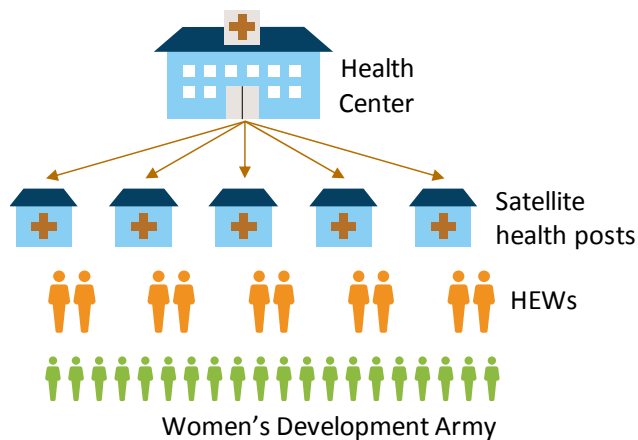 Health
Center
Satellite
health posts
HEWs
Women’s Development Army